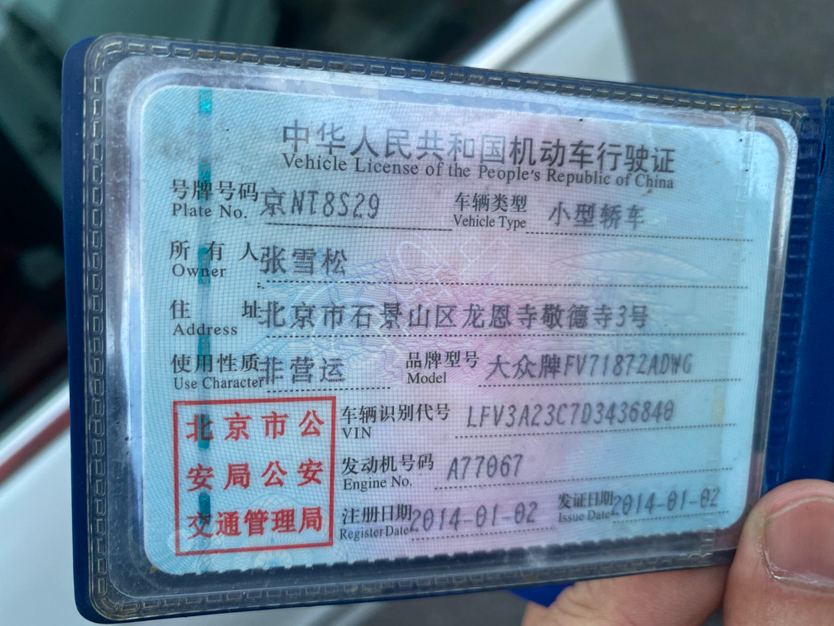 中华人民共和国机动车行驶证
Vehicle License of the People's Republic of China
号牌号码 京NT8S29 车辆类型 小型轿车
Plate No. Vehicle Type
所有人 张雪松
Owner
住址 北京市石景山区龙恩寺敬德寺3号
Address
使用性质 非营运 品牌型号 大众牌FV7187ZADWG
Use Character Model
北京市公
安局公安
交通管理局
车辆识别代号 LFV3A23C7D3436840
VIN
发动机号码 A77067
Engine No.
注册日期 2014-01-02 发证日期 2014-01-02
Register Date Issue Date